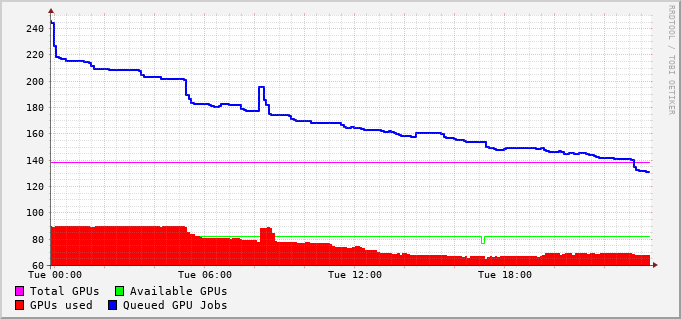 240
220
200
180
160
140
120
100
80
60
Tue 00:00 Tue 06:00 Tue 12:00 Tue 18:00
Total GPUs Available GPUs
GPUs used Queued GPU Jobs
RRDTOOL / TOBI OETIKER